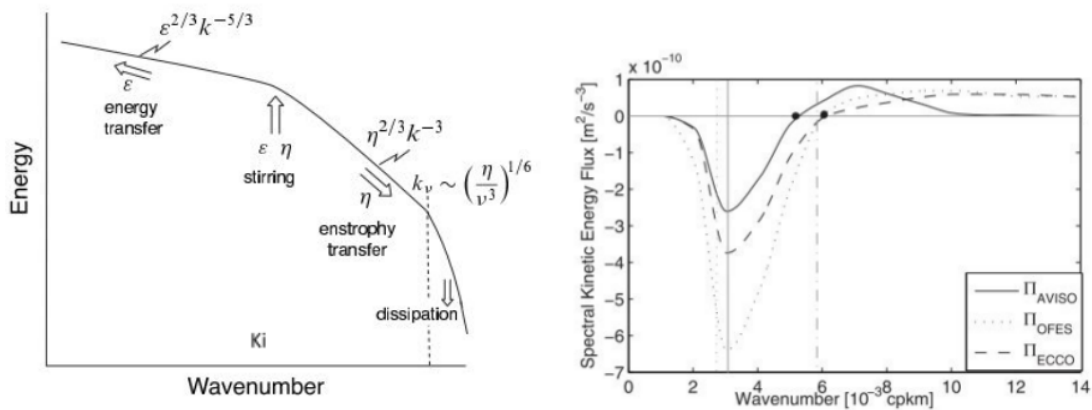 ε^{2/3}k^{-5/3}
ε
energy
transfer
ε η
stirring
η^{2/3}k^{-3}
η
enstrophy
transfer
k_ν ∼ (η/ν^3)^{1/6}
dissipation
Ki
Energy
Wavenumber
× 10^{-10}
1
0
−1
−2
−3
−4
−5
−6
−7
Spectral Kinetic Energy Flux [m^2/s^{-3}]
Π_AVISO
Π_OFES
Π_ECCO
0 2 4 6 8 10 12 14
Wavenumber [10^{-3} cpkm]